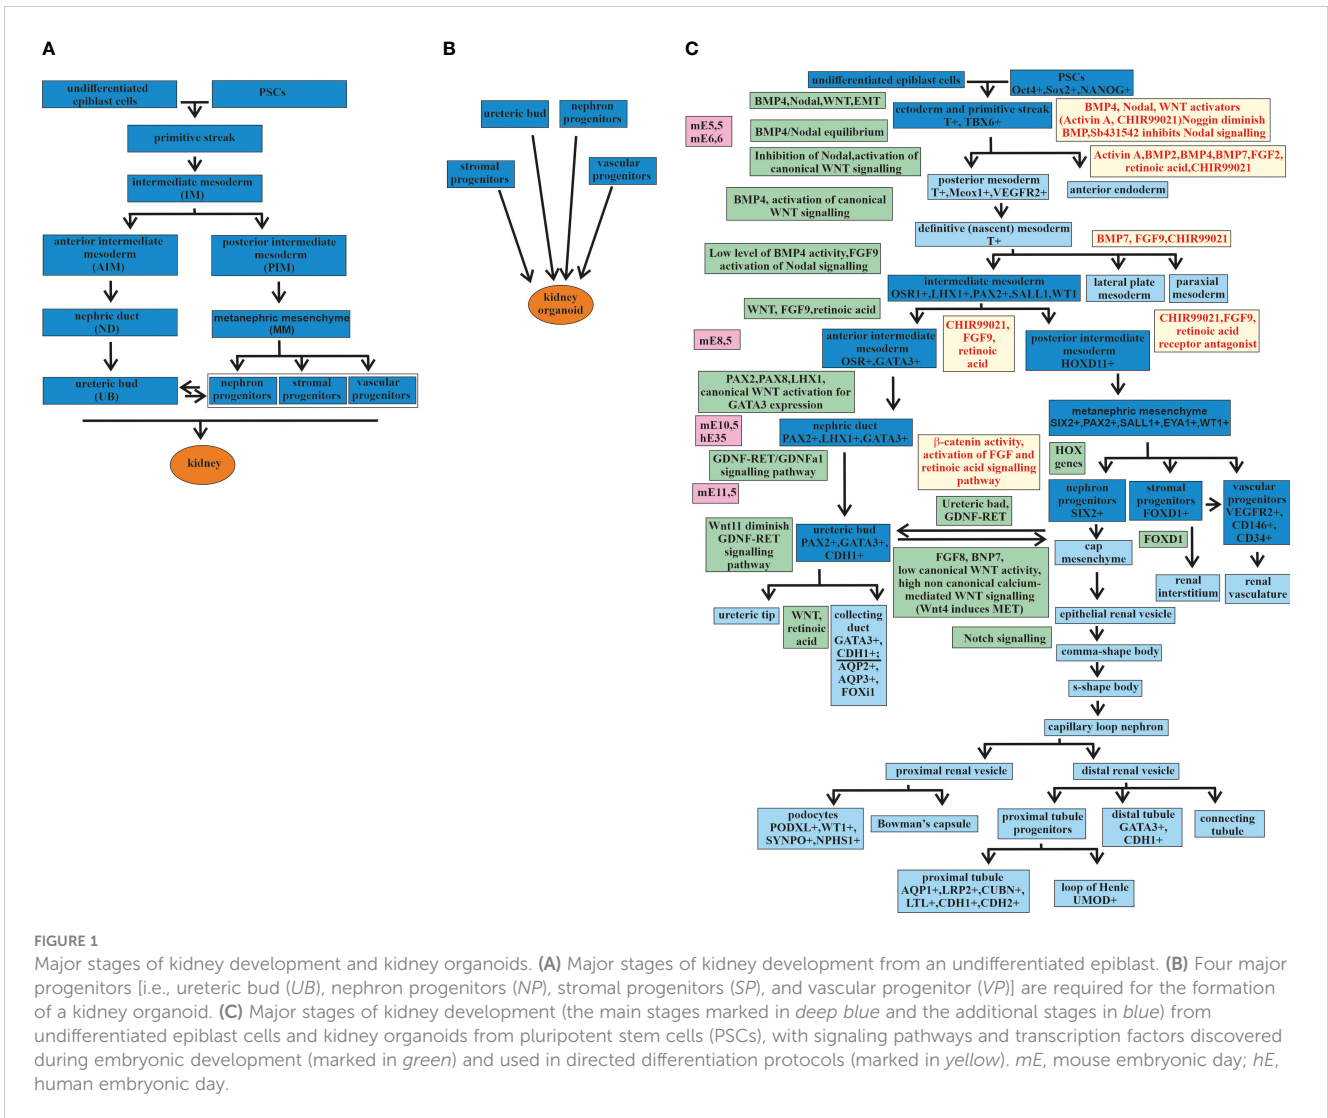 A
undifferentiated
epiblast cells
PSCs
primitive streak
intermediate mesoderm
(IM)
anterior intermediate
mesoderm
(AIM)
posterior intermediate
mesoderm
(PIM)
nephric duct
(ND)
metanephric mesenchyme
(MM)
ureteric bud
(UB)
nephron
progenitors
stromal
progenitors
vascular
progenitors
kidney
B
ureteric bud
nephron
progenitors
stromal
progenitors
vascular
progenitors
kidney
organoid
C
undifferentiated epiblast cells
PSCs
Oct4+,Sox2+,NANOG+
BMP4,Nodal,WNT,EMT
ectoderm and primitive streak
T+, TBX6+
BMP4, Nodal, WNT activators
(Activin A, CHIR99021)Noggin diminish
BMP,Sb431542 inhibits Nodal signalling
mE5,5
mE6,6
BMP4/Nodal equilibrium
Inhibition of Nodal,activation of
canonical WNT signalling
Activin A,BMP2,BMP4,BMP7,FGF2,
retinoic acid,CHIR99021
posterior mesoderm
T+,Meox1+,VEGFR2+
anterior endoderm
BMP4, activation of canonical
WNT signalling
definitive (nascent) mesoderm
T+
BMP7, FGF9,CHIR99021
Low level of BMP4 activity,FGF9
activation of Nodal signalling
intermediate mesoderm
OSR1+,LHX1+,PAX2+,SALL1,WT1
lateral plate
mesoderm
paraxial
mesoderm
WNT, FGF9,retinoic acid
CHIR99021,
FGF9,
retinoic
acid
CHIR99021,FGF9,
retinoic acid
receptor antagonist
mE8,5
anterior intermediate
mesoderm
OSR+,GATA3+
posterior intermediate
mesoderm
HOXD11+
PAX2,PAX8,LHX1,
canonical WNT activation for
GATA3 expression
metanephric mesenchyme
SIX2+,PAX2+,SALL1+,EYA1+,WT1+
mE10,5
hE35
nephric duct
PAX2+,LHX1+,GATA3+
β-catenin activity,
activation of FGF and
retinoic acid signalling
pathway
HOX
genes
GDNF-RET/GDNFa1
signalling pathway
mE11,5
nephron
progenitors
SIX2+
stromal
progenitors
FOXD1+
vascular
progenitors
VEGFR2+,
CD146+,
CD34+
Ureteric bad,
GDNF-RET
Wnt11 diminish
GDNF-RET
signalling
pathway
ureteric bud
PAX2+,GATA3+,
CDH1+
cap
mesenchyme
FOXD1
FGF8, BNP7,
low canonical WNT activity,
high non canonical calcium-
mediated WNT signalling
(Wnt4 induces MET)
renal
interstitium
renal
vasculature
ureteric tip
WNT,
retinoic
acid
collecting
duct
GATA3+,
CDH1+;
AQP2+,
AQP3+,
FOXi1
epithelial renal vesicle
Notch signalling
comma-shape body
s-shape body
capillary loop nephron
proximal renal vesicle
distal renal vesicle
podocytes
PODXL+,WT1+,
SYNPO+,NPHS1+
Bowman's capsule
proximal tubule
progenitors
distal tubule
GATA3+,
CDH1+
connecting
tubule
proximal tubule
AQP1+,LRP2+,CUBN+,
LTL+,CDH1+,CDH2+
loop of Henle
UMOD+
FIGURE 1
Major stages of kidney development and kidney organoids. (A) Major stages of kidney development from an undifferentiated epiblast. (B) Four major
progenitors [i.e., ureteric bud (UB), nephron progenitors (NP), stromal progenitors (SP), and vascular progenitor (VP)] are required for the formation
of a kidney organoid. (C) Major stages of kidney development (the main stages marked in deep blue and the additional stages in blue) from
undifferentiated epiblast cells and kidney organoids from pluripotent stem cells (PSCs), with signaling pathways and transcription factors discovered
during embryonic development (marked in green) and used in directed differentiation protocols (marked in yellow). mE, mouse embryonic day; hE,
human embryonic day.